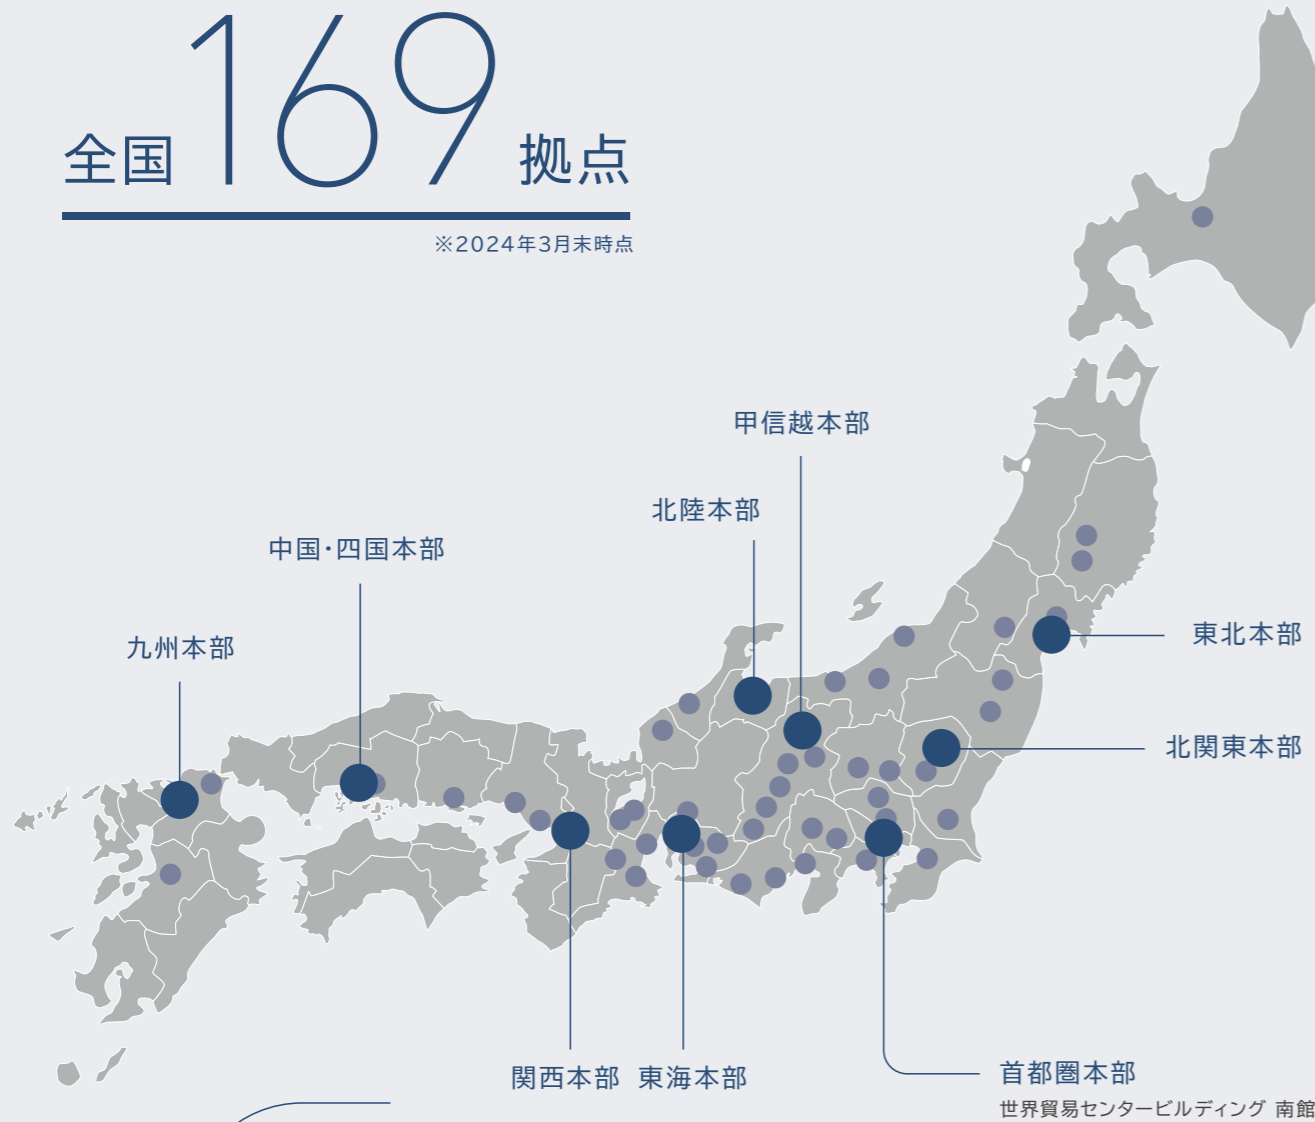 全国169拠点
※2024年3月末時点
甲信越本部
北陸本部
中国・四国本部
九州本部
東北本部
北関東本部
関西本部
東海本部
首都圏本部
世界貿易センタービルディング 南館